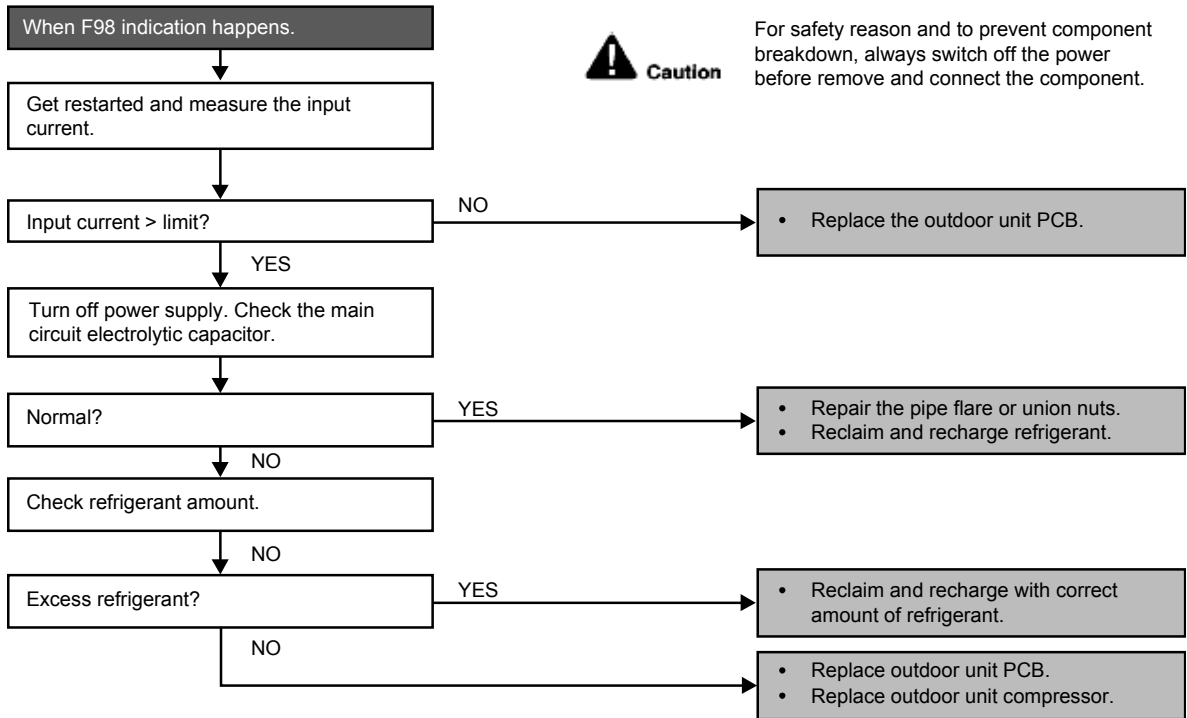 When F98 indication happens.
Caution
For safety reason and to prevent component
breakdown, always switch off the power
before remove and connect the component.
Get restarted and measure the input
current.
Input current > limit?
NO
• Replace the outdoor unit PCB.
YES
Turn off power supply. Check the main
circuit electrolytic capacitor.
Normal?
YES
• Repair the pipe flare or union nuts.
• Reclaim and recharge refrigerant.
NO
Check refrigerant amount.
NO
Excess refrigerant?
YES
• Reclaim and recharge with correct
amount of refrigerant.
NO
• Replace outdoor unit PCB.
• Replace outdoor unit compressor.